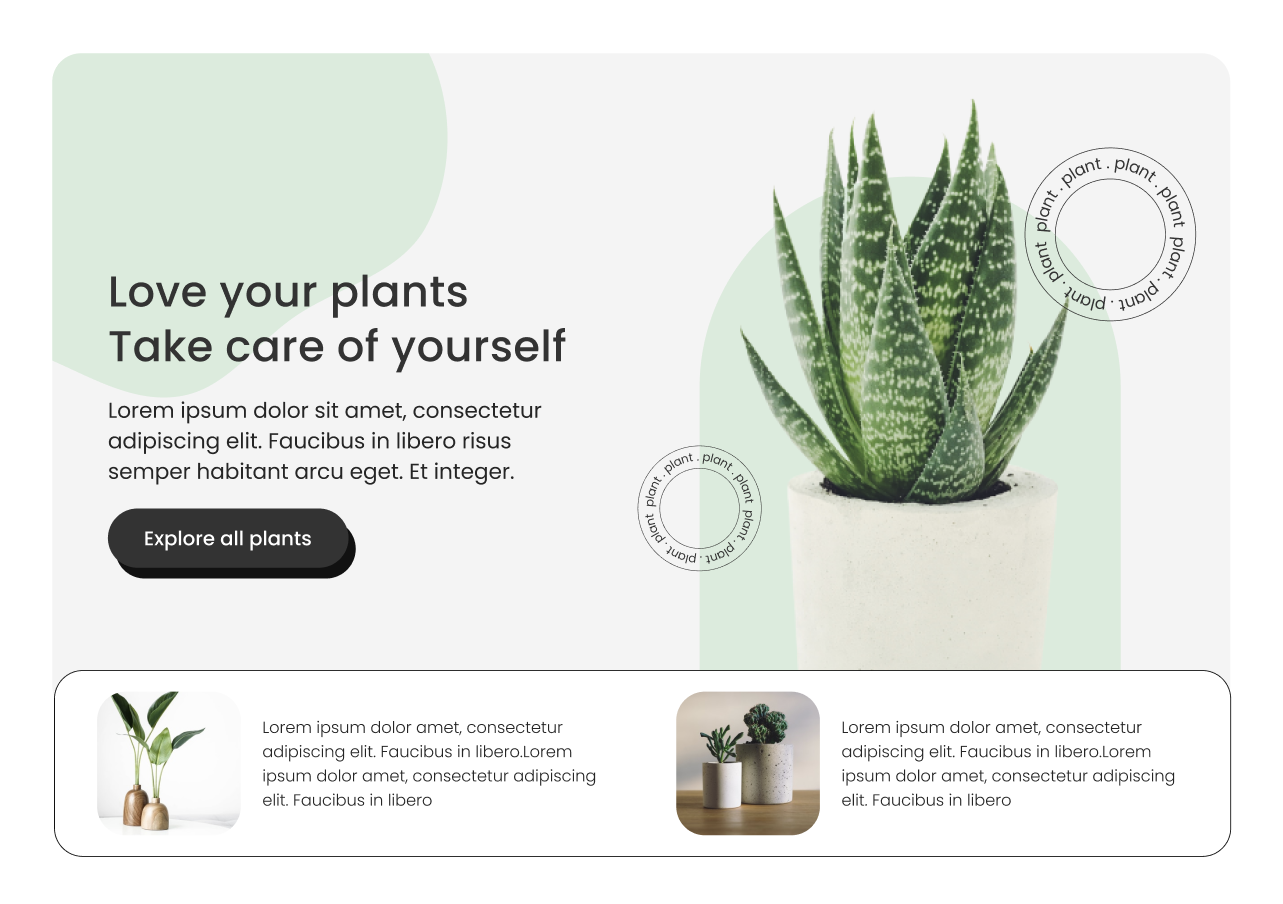 Love your plants
Take care of yourself
Lorem ipsum dolor sit amet, consectetur
adipiscing elit. Faucibus in libero risus
semper habitant arcu eget. Et integer.
Explore all plants
plant . plant . plant . plant plant . plant . plant . plant
plant . plant . plant . plant plant . plant . plant . plant
Lorem ipsum dolor amet, consectetur
adipiscing elit. Faucibus in libero.Lorem
ipsum dolor amet, consectetur adipiscing
elit. Faucibus in libero
Lorem ipsum dolor amet, consectetur
adipiscing elit. Faucibus in libero.Lorem
ipsum dolor amet, consectetur adipiscing
elit. Faucibus in libero